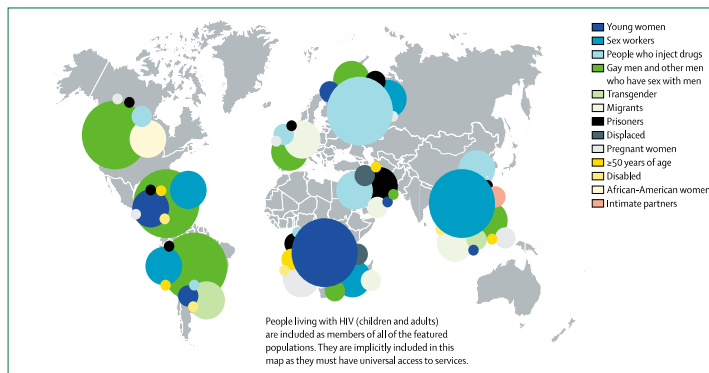 Young women
Sex workers
People who inject drugs
Gay men and other men
who have sex with men
Transgender
Migrants
Prisoners
Displaced
Pregnant women
≥50 years of age
Disabled
African-American women
Intimate partners
People living with HIV (children and adults)
are included as members of all of the featured
populations. They are implicitly included in this
map as they must have universal access to services.